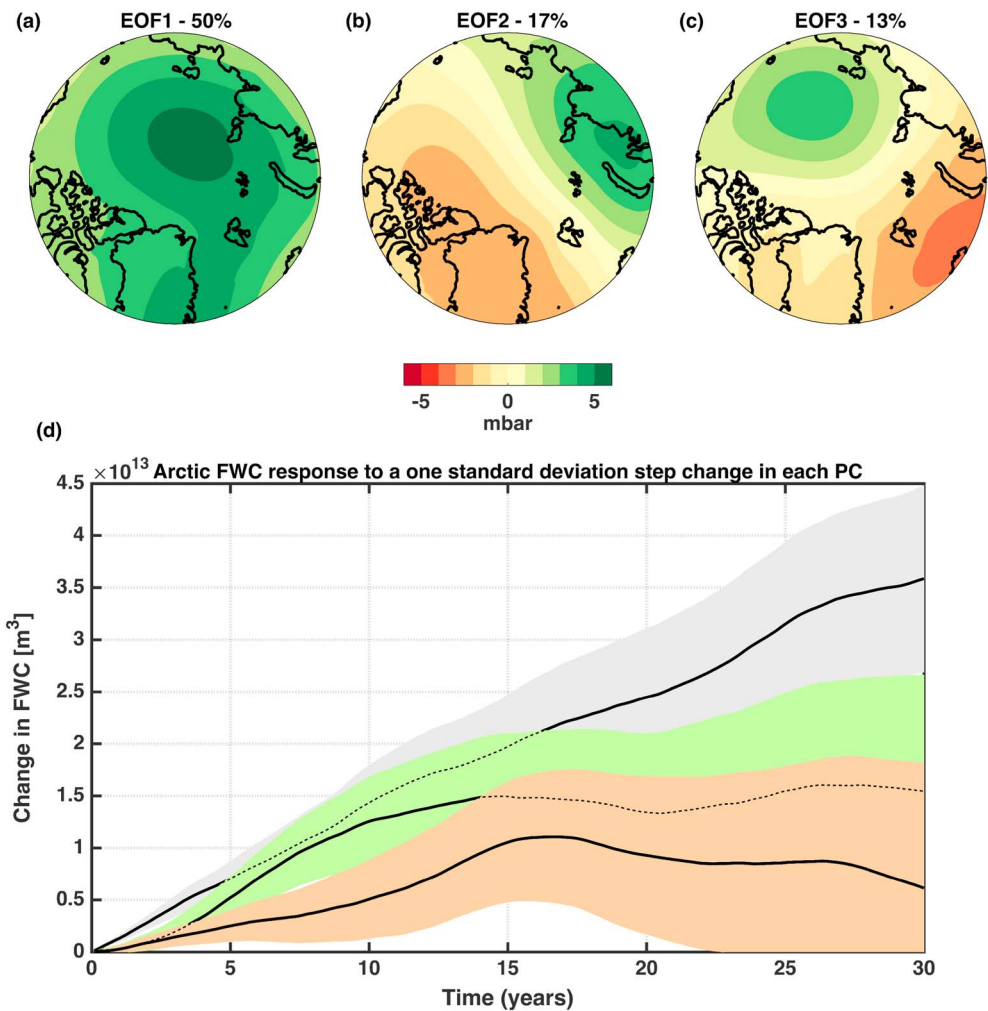 (a) EOF1 - 50% (b) EOF2 - 17% (c) EOF3 - 13%
-5 0 5
mbar
(d)
×10¹³ Arctic FWC response to a one standard deviation step change in each PC
4.5
4
3.5
3
2.5
2
1.5
1
0.5
0
Change in FWC [m³]
0 5 10 15 20 25 30
Time (years)